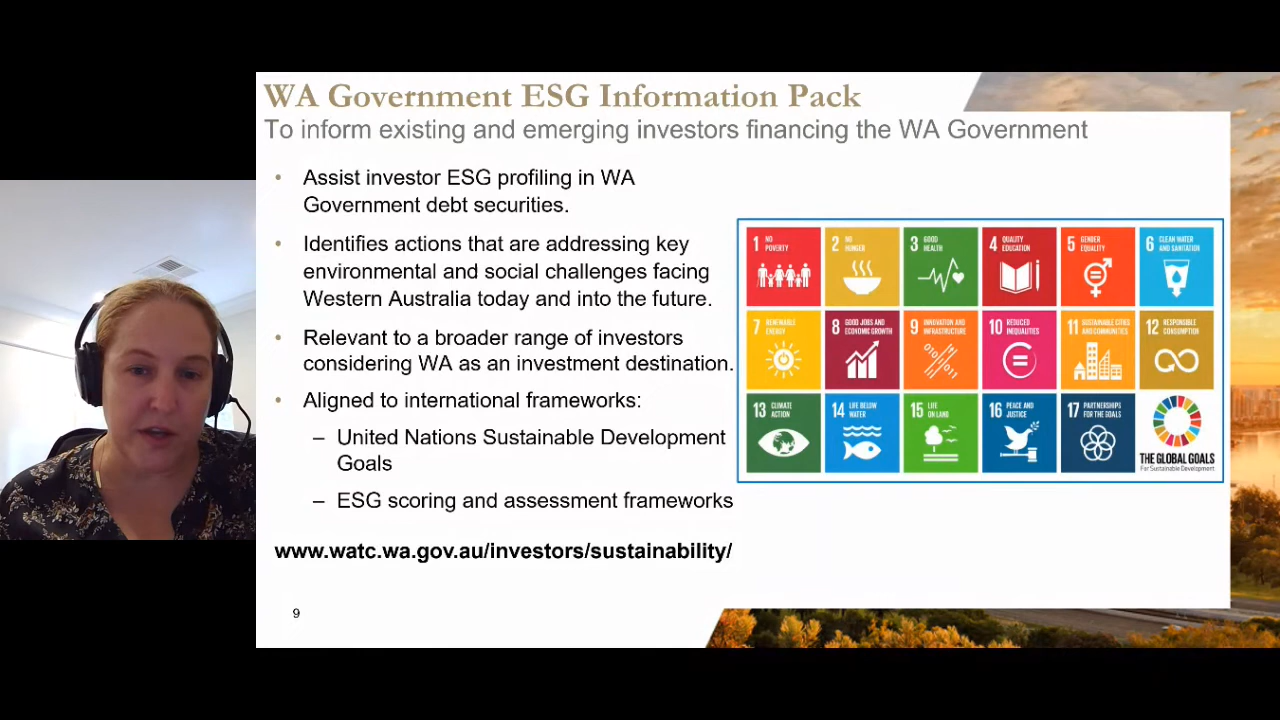 WA Government ESG Information Pack
To inform existing and emerging investors financing the WA Government
• Assist investor ESG profiling in WA
Government debt securities.
• Identifies actions that are addressing key
environmental and social challenges facing
Western Australia today and into the future.
• Relevant to a broader range of investors
considering WA as an investment destination.
• Aligned to international frameworks:
– United Nations Sustainable Development
Goals
– ESG scoring and assessment frameworks
www.watc.wa.gov.au/investors/sustainability/
9
1 NO
POVERTY
2 NO
HUNGER
3 GOOD
HEALTH
4 QUALITY
EDUCATION
5 GENDER
EQUALITY
6 CLEAN WATER
AND SANITATION
7 RENEWABLE
ENERGY
8 GOOD JOBS AND
ECONOMIC GROWTH
9 INNOVATION AND
INFRASTRUCTURE
10 REDUCED
INEQUALITIES
11 SUSTAINABLE CITIES
AND COMMUNITIES
12 RESPONSIBLE
CONSUMPTION
13 CLIMATE
ACTION
14 LIFE BELOW
WATER
15 LIFE
ON LAND
16 PEACE AND
JUSTICE
17 PARTNERSHIPS
FOR THE GOALS
THE GLOBAL GOALS
For Sustainable Development